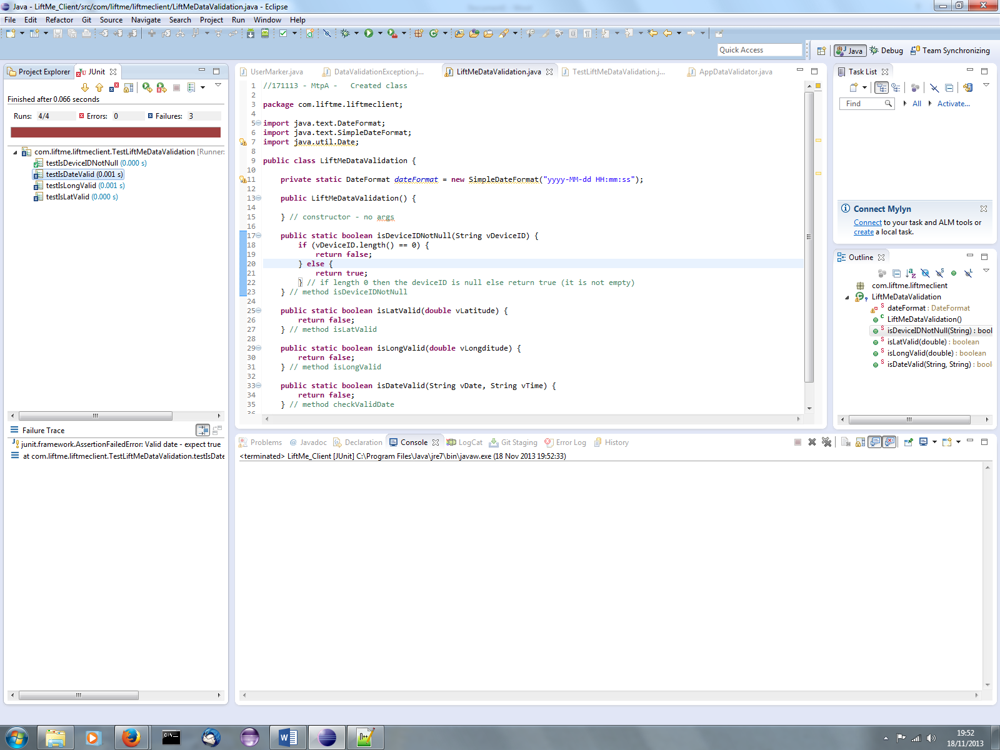 Java - LiftMe_Client/src/com/liftme/liftmeclient/LiftMeDataValidation.java - Eclipse
File Edit Refactor Git Source Navigate Search Project Run Window Help
Quick Access
Java Debug Team Synchronizing
Project Explorer JUnit
Finished after 0.066 seconds
Runs: 4/4 Errors: 0 Failures: 3
com.liftme.liftmeclient.TestLiftMeDataValidation [Runner:
testIsDeviceIDNotNull (0.000 s)
testIsDateValid (0.001 s)
testIsLongValid (0.001 s)
testIsLatValid (0.000 s)
Failure Trace
junit.framework.AssertionFailedError: Valid date - expect true
at com.liftme.liftmeclient.TestLiftMeDataValidation.testIsDate
UserMarker.java DataValidationException.j... LiftMeDataValidation.java TestLiftMeDataValidation.j... AppDataValidator.java
1 //171113 - MtpA -   Created class
2
3 package com.liftme.liftmeclient;
4
5 import java.text.DateFormat;
6 import java.text.SimpleDateFormat;
7 import java.util.Date;
8
9 public class LiftMeDataValidation {
10
11     private static DateFormat dateFormat = new SimpleDateFormat("yyyy-MM-dd HH:mm:ss");
12
13     public LiftMeDataValidation() {
14
15     } // constructor - no args
16
17     public static boolean isDeviceIDNotNull(String vDeviceID) {
18         if (vDeviceID.length() == 0) {
19             return false;
20         } else {
21             return true;
22         } // if length 0 then the deviceID is null else return true (it is not empty)
23     } // method isDeviceIDNotNull
24
25     public static boolean isLatValid(double vLatitude) {
26         return false;
27     } // method isLatValid
28
29     public static boolean isLongValid(double vLongditude) {
30         return false;
31     } // method isLongValid
32
33     public static boolean isDateValid(String vDate, String vTime) {
34         return false;
35     } // method checkValidDate
36
Problems @ Javadoc Declaration Console LogCat Git Staging Error Log History
<terminated> LiftMe_Client [JUnit] C:\Program Files\Java\jre7\bin\javaw.exe (18 Nov 2013 19:52:33)
Task List
Find All Activate...
Connect Mylyn
Connect to your task and ALM tools or
create a local task.
Outline
com.liftme.liftmeclient
LiftMeDataValidation
dateFormat : DateFormat
LiftMeDataValidation()
isDeviceIDNotNull(String) : bool
isLatValid(double) : boolean
isLongValid(double) : boolean
isDateValid(String, String) : bool
19:52
18/11/2013